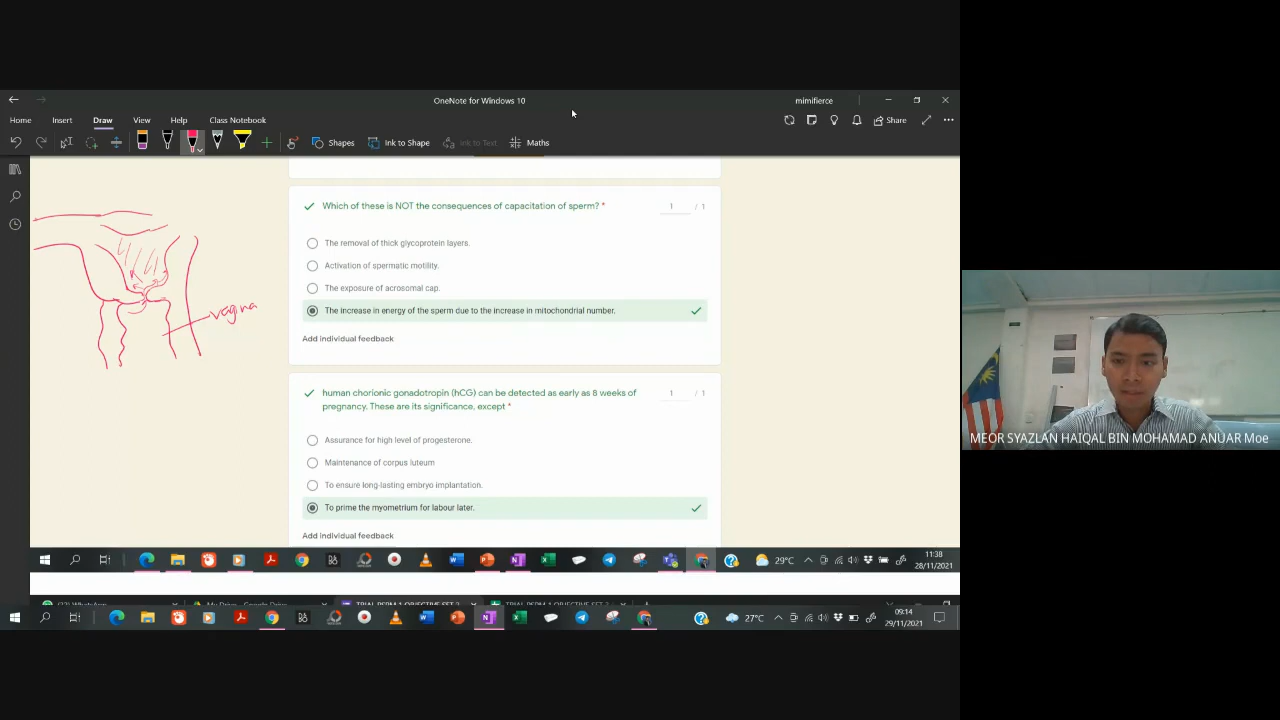 OneNote for Windows 10
mimifierce
Home Insert Draw View Help Class Notebook
Share
Shapes Ink to Shape Ink to Text Maths
Which of these is NOT the consequences of capacitation of sperm? *
1 / 1
The removal of thick glycoprotein layers.
Activation of spermatic motility.
The exposure of acrosomal cap.
The increase in energy of the sperm due to the increase in mitochondrial number.
Add individual feedback
vagina
human chorionic gonadotropin (hCG) can be detected as early as 8 weeks of
pregnancy. These are its significance, except *
1 / 1
Assurance for high level of progesterone.
Maintenance of corpus luteum
To ensure long-lasting embryo implantation.
To prime the myometrium for labour later.
Add individual feedback
MEOR SYAZLAN HAIQAL BIN MOHAMAD ANUAR Moe
29°C
11:38
28/11/2021
27°C
09:14
29/11/2021